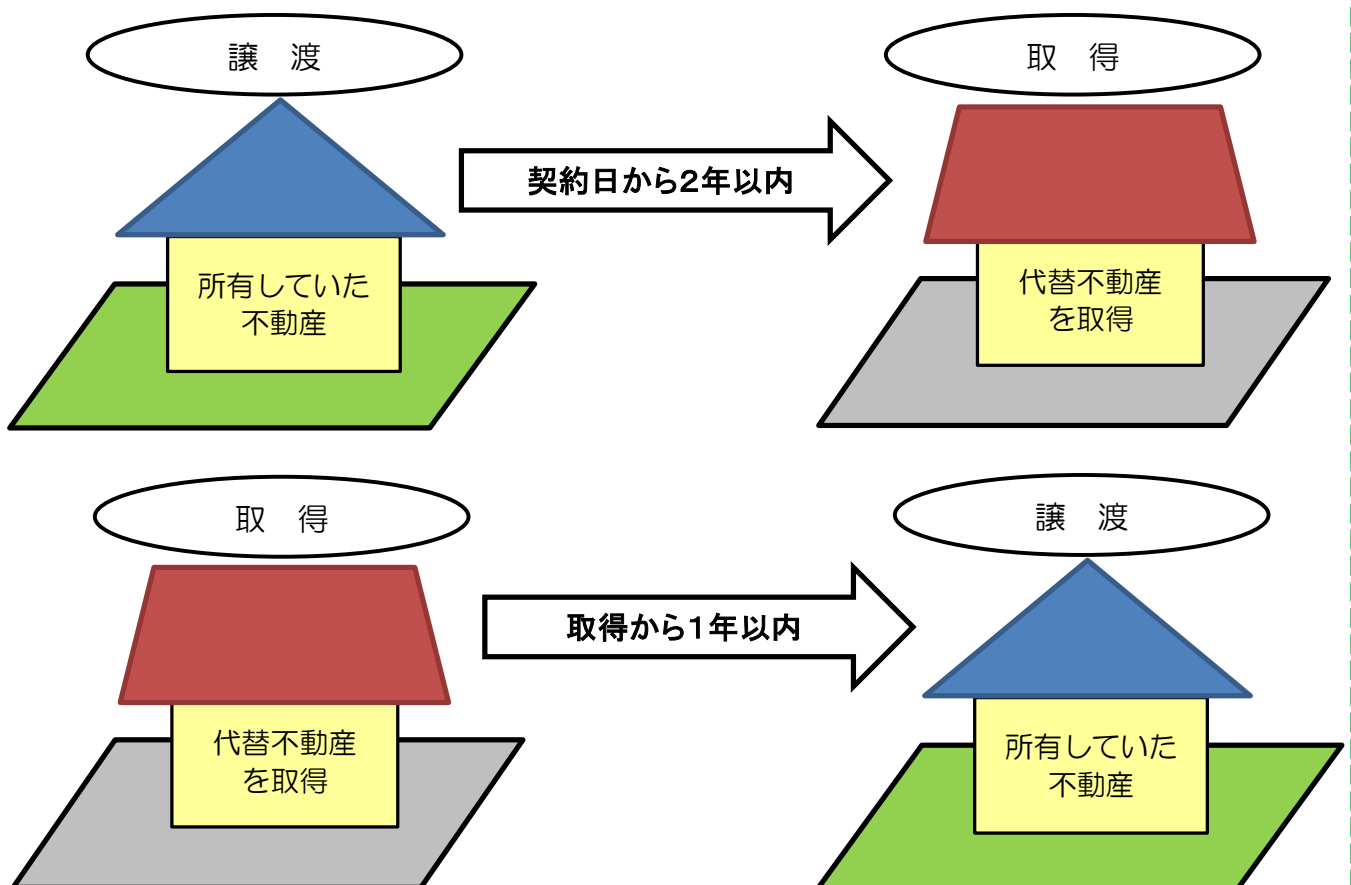 譲　渡
取　得
契約日から２年以内
所有していた
不動産
代替不動産
を取得
取　得
譲　渡
取得から１年以内
代替不動産
を取得
所有していた
不動産